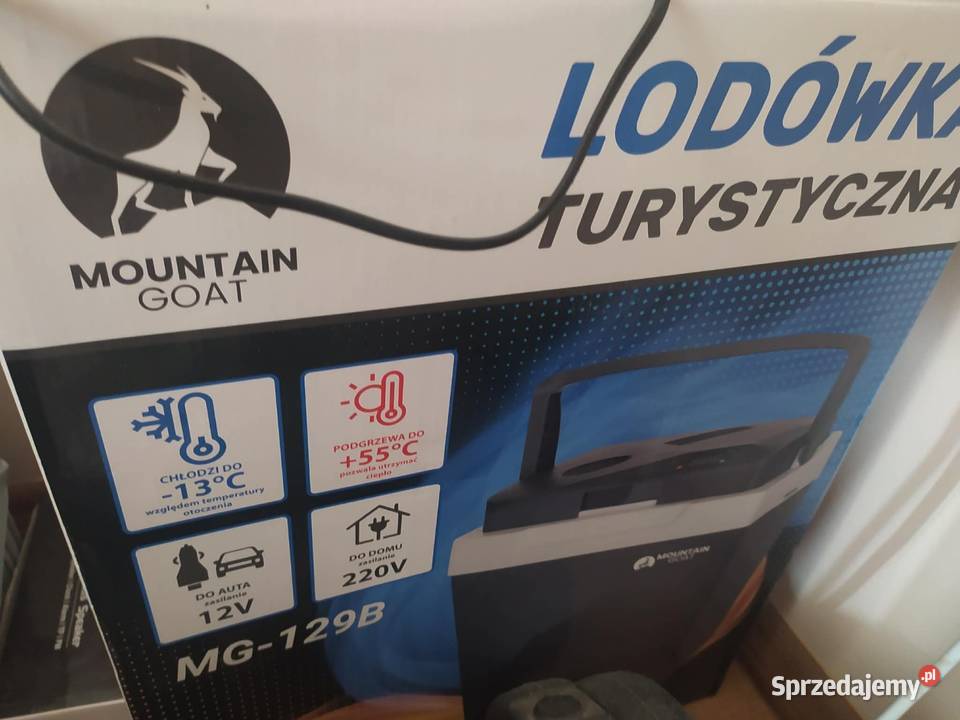 LODÓWKA
TURYSTYCZNA
MOUNTAIN
GOAT
CHŁODZI DO
-13°C
względem temperatury
otoczenia
PODGRZEWA DO
+55°C
pozwala utrzymać
ciepło
DO AUTA
zasilanie
12V
DO DOMU
zasilanie
220V
MG-129B
MOUNTAIN
GOAT
Speaker
Sprzedajemy.pl